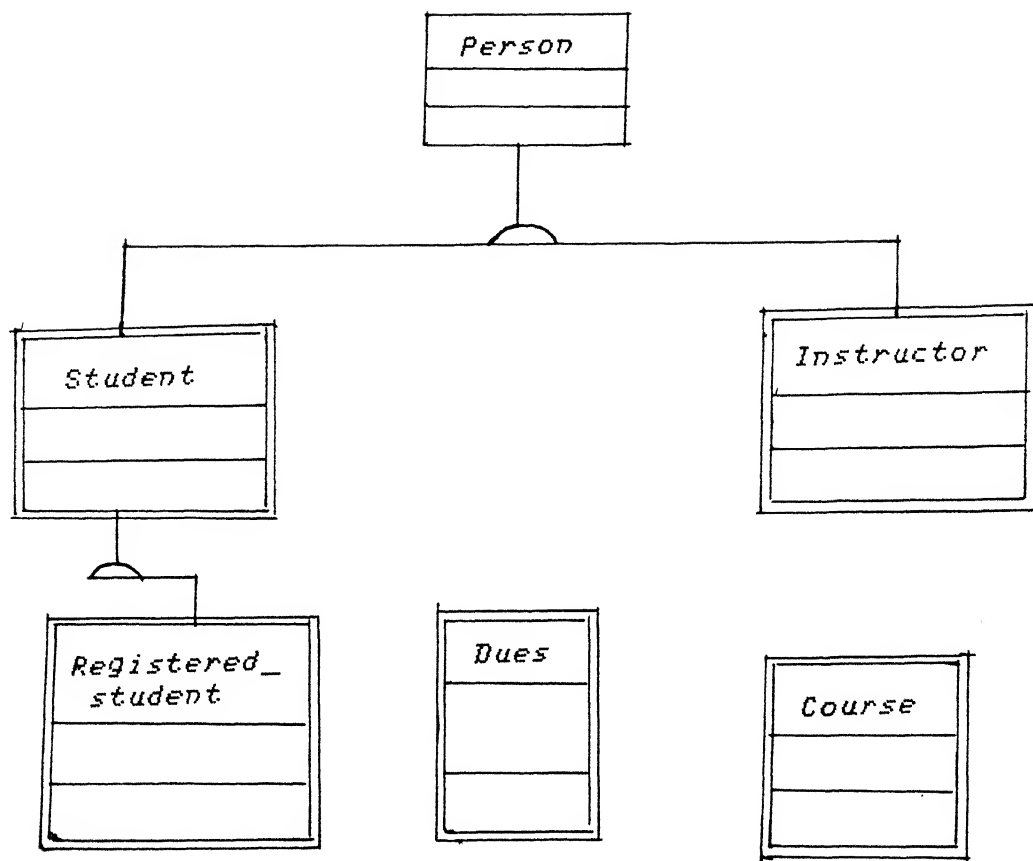 Person
Student
Instructor
Registered_
student
Dues
Course